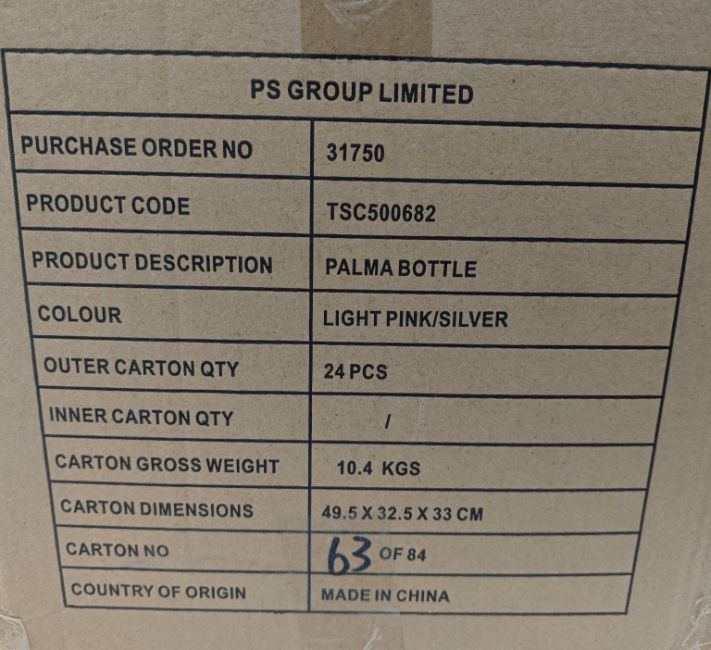 PS GROUP LIMITED
PURCHASE ORDER NO 31750
PRODUCT CODE TSC500682
PRODUCT DESCRIPTION PALMA BOTTLE
COLOUR LIGHT PINK/SILVER
OUTER CARTON QTY 24 PCS
INNER CARTON QTY /
CARTON GROSS WEIGHT 10.4 KGS
CARTON DIMENSIONS 49.5 X 32.5 X 33 CM
CARTON NO 63 OF 84
COUNTRY OF ORIGIN MADE IN CHINA